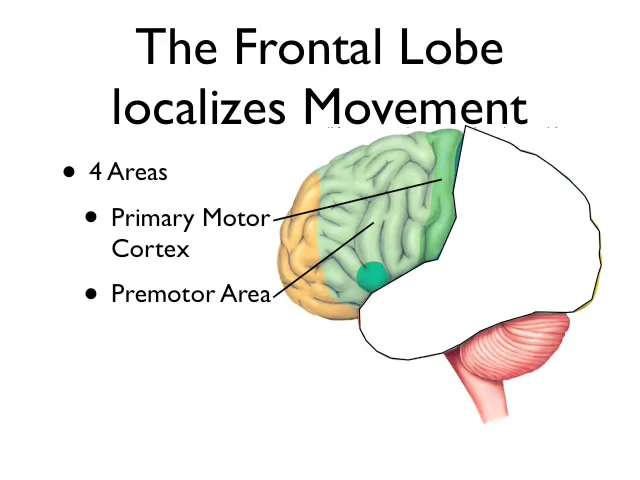 The Frontal Lobe
localizes Movement
• 4 Areas
• Primary Motor
Cortex
• Premotor Area